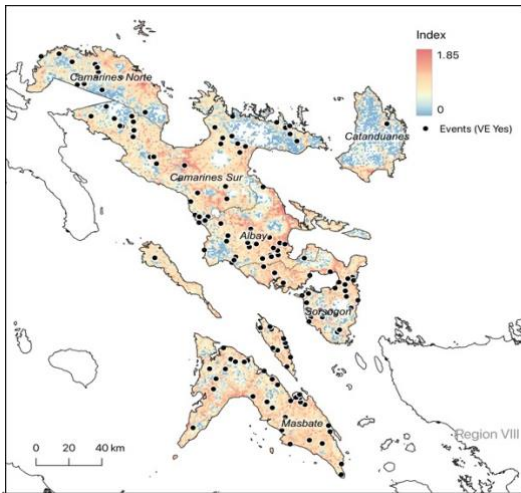 Index
1.85
0
Events (VE Yes)
Camarines Norte
Catanduanes
Camarines Sur
Albay
Sorsogon
Masbate
Region VIII
0 20 40 km